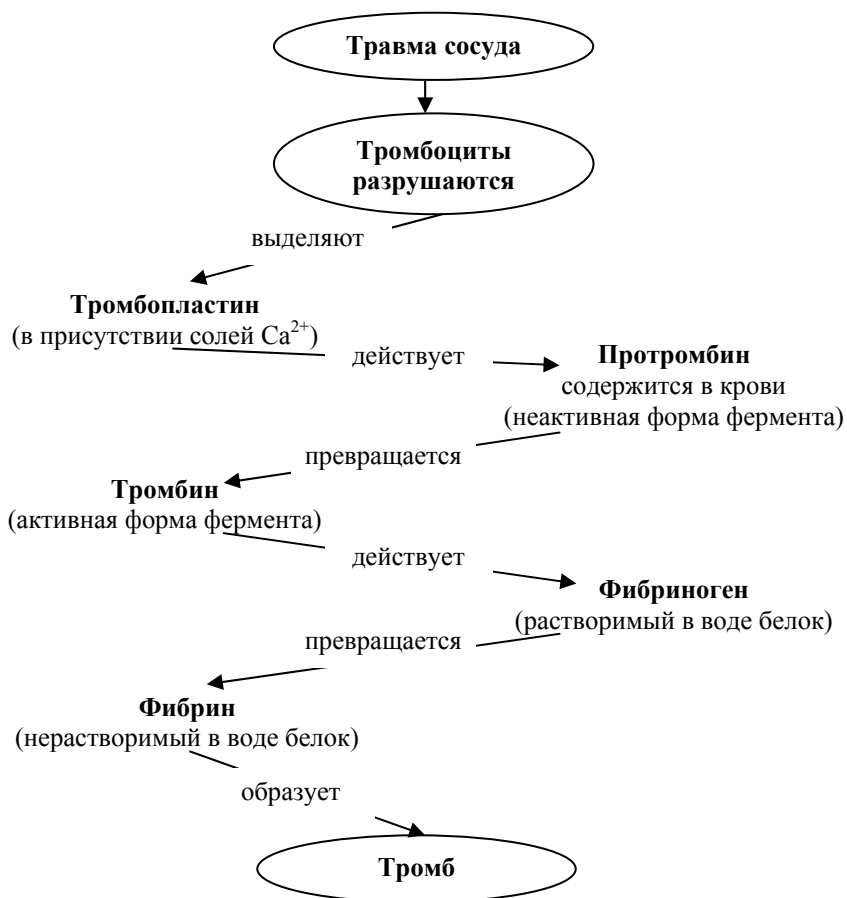 Травма сосуда
Тромбоциты
разрушаются
выделяют
Тромбопластин
(в присутствии солей Ca²⁺)
действует
Протромбин
содержится в крови
(неактивная форма фермента)
превращается
Тромбин
(активная форма фермента)
действует
Фибриноген
(растворимый в воде белок)
превращается
Фибрин
(нерастворимый в воде белок)
образует
Тромб